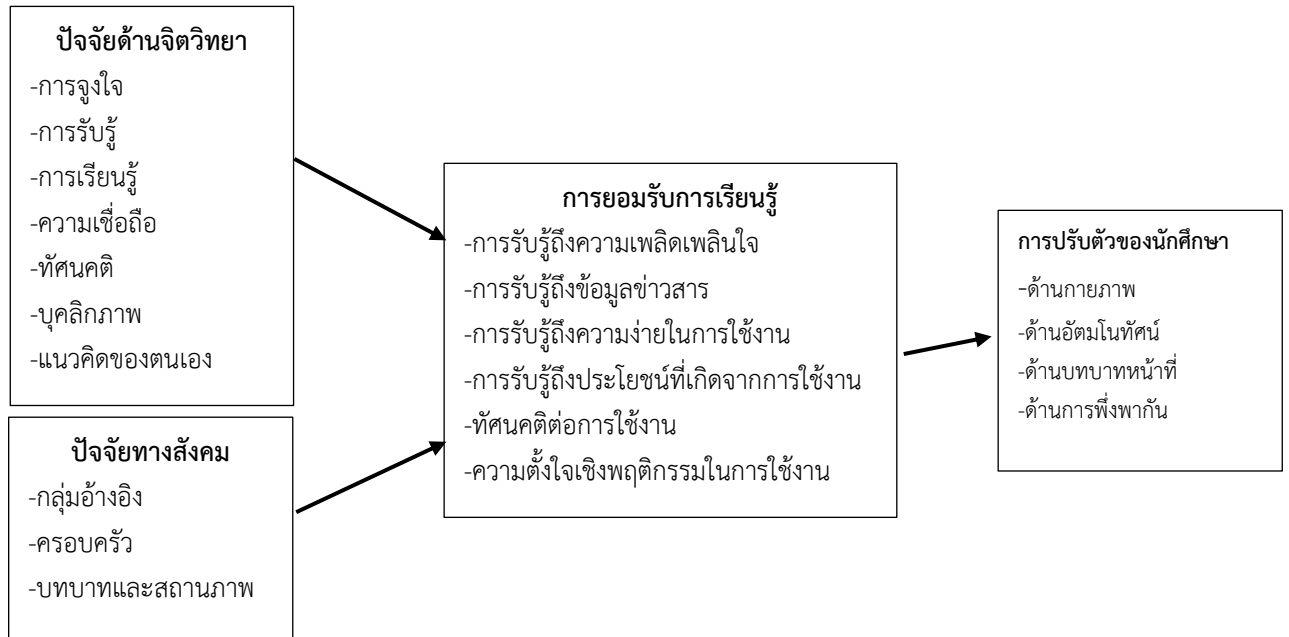 ปัจจัยด้านจิตวิทยา
-การจูงใจ
-การรับรู้
-การเรียนรู้
-ความเชื่อถือ
-ทัศนคติ
-บุคลิกภาพ
-แนวคิดของตนเอง
ปัจจัยทางสังคม
-กลุ่มอ้างอิง
-ครอบครัว
-บทบาทและสถานภาพ
การยอมรับการเรียนรู้
-การรับรู้ถึงความเพลิดเพลินใจ
-การรับรู้ถึงข้อมูลข่าวสาร
-การรับรู้ถึงความง่ายในการใช้งาน
-การรับรู้ถึงประโยชน์ที่เกิดจากการใช้งาน
-ทัศนคติต่อการใช้งาน
-ความตั้งใจเชิงพฤติกรรมในการใช้งาน
การปรับตัวของนักศึกษา
-ด้านกายภาพ
-ด้านอัตมโนทัศน์
-ด้านบทบาทหน้าที่
-ด้านการพึ่งพากัน